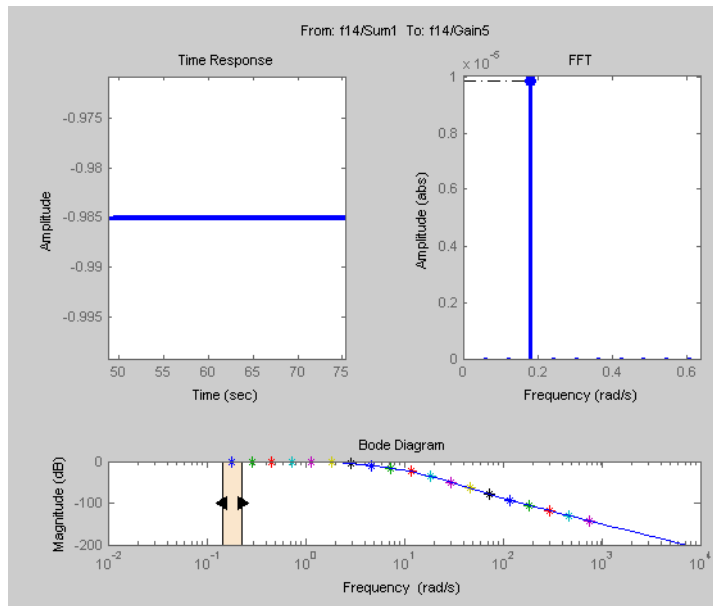 From: f14/Sum1 To: f14/Gain5
Time Response
-0.975
-0.98
-0.985
-0.99
-0.995
Amplitude
50 55 60 65 70 75
Time (sec)
FFT
x 10^-5
1
0.8
0.6
0.4
0.2
0
Amplitude (abs)
0 0.2 0.4 0.6
Frequency (rad/s)
Bode Diagram
0
-100
-200
Magnitude (dB)
10^-2 10^-1 10^0 10^1 10^2 10^3 10^4
Frequency (rad/s)